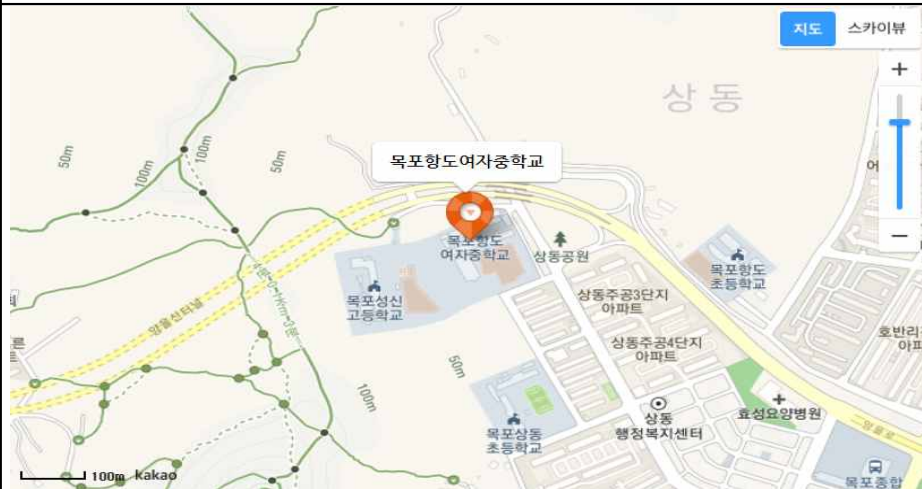 지도 스카이뷰
상동
목포항도여자중학교
50m
100m
100m
50m
목포항도
여자중학교
상동공원
목포항도
초등학교
목포성신
고등학교
양을산터널
상동주공3단지
아파트
상동주공4단지
아파트
50m
100m
상동
행정복지센터
효성요양병원
목포상동
초등학교
양을로
목포종합
100m kakao